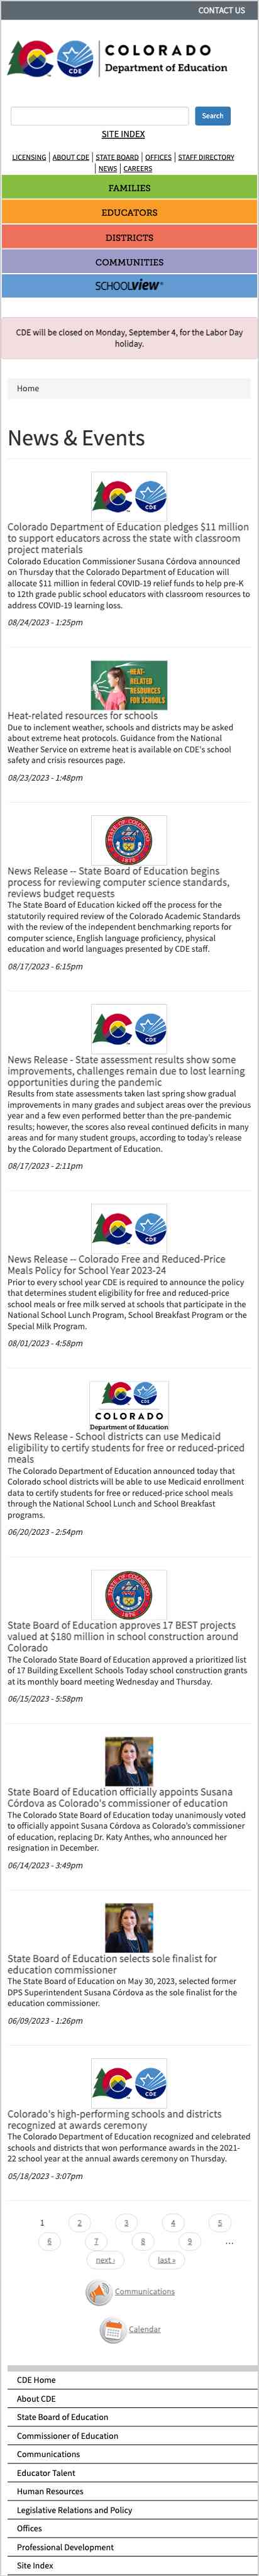 CONTACT US
COLORADO
Department of Education
CDE
Search
SITE INDEX
LICENSING | ABOUT CDE | STATE BOARD | OFFICES | STAFF DIRECTORY
| NEWS | CAREERS
FAMILIES
EDUCATORS
DISTRICTS
COMMUNITIES
SCHOOLVIEW®
CDE will be closed on Monday, September 4, for the Labor Day
holiday.
Home
News & Events
CDE
Colorado Department of Education pledges $11 million
to support educators across the state with classroom
project materials
Colorado Education Commissioner Susana Córdova announced
on Thursday that the Colorado Department of Education will
allocate $11 million in federal COVID-19 relief funds to help pre-K
to 12th grade public school educators with classroom resources to
address COVID-19 learning loss.
08/24/2023 - 1:25pm
HEAT-
RELATED
RESOURCES
FOR SCHOOLS
Heat-related resources for schools
Due to inclement weather, schools and districts may be asked
about extreme heat protocols. Guidance from the National
Weather Service on extreme heat is available on CDE's school
safety and crisis resources page.
08/23/2023 - 1:48pm
STATE OF COLORADO
1876
News Release -- State Board of Education begins
process for reviewing computer science standards,
reviews budget requests
The State Board of Education kicked off the process for the
statutorily required review of the Colorado Academic Standards
with the review of the independent benchmarking reports for
computer science, English language proficiency, physical
education and world languages presented by CDE staff.
08/17/2023 - 6:15pm
CDE
News Release - State assessment results show some
improvements, challenges remain due to lost learning
opportunities during the pandemic
Results from state assessments taken last spring show gradual
improvements in many grades and subject areas over the previous
year and a few even performed better than the pre-pandemic
results; however, the scores also reveal continued deficits in many
areas and for many student groups, according to today's release
by the Colorado Department of Education.
08/17/2023 - 2:11pm
CDE
News Release -- Colorado Free and Reduced-Price
Meals Policy for School Year 2023-24
Prior to every school year CDE is required to announce the policy
that determines student eligibility for free and reduced-price
school meals or free milk served at schools that participate in the
National School Lunch Program, School Breakfast Program or the
Special Milk Program.
08/01/2023 - 4:58pm
CDE
COLORADO
Department of Education
News Release - School districts can use Medicaid
eligibility to certify students for free or reduced-priced
meals
The Colorado Department of Education announced today that
Colorado school districts will be able to use Medicaid enrollment
data to certify students for free or reduced-price school meals
through the National School Lunch and School Breakfast
programs.
06/20/2023 - 2:54pm
STATE OF COLORADO
1876
State Board of Education approves 17 BEST projects
valued at $180 million in school construction around
Colorado
The Colorado State Board of Education approved a prioritized list
of 17 Building Excellent Schools Today school construction grants
at its monthly board meeting Wednesday and Thursday.
06/15/2023 - 5:58pm
State Board of Education officially appoints Susana
Córdova as Colorado's commissioner of education
The Colorado State Board of Education today unanimously voted
to officially appoint Susana Córdova as Colorado's commissioner
of education, replacing Dr. Katy Anthes, who announced her
resignation in December.
06/14/2023 - 3:49pm
State Board of Education selects sole finalist for
education commissioner
The State Board of Education on May 30, 2023, selected former
DPS Superintendent Susana Córdova as the sole finalist for the
education commissioner.
06/09/2023 - 1:26pm
CDE
Colorado's high-performing schools and districts
recognized at awards ceremony
The Colorado Department of Education recognized and celebrated
schools and districts that won performance awards in the 2021-
22 school year at the annual awards ceremony on Thursday.
05/18/2023 - 3:07pm
1 2 3 4 5
6 7 8 9 …
next › last »
Communications
Calendar
CDE Home
About CDE
State Board of Education
Commissioner of Education
Communications
Educator Talent
Human Resources
Legislative Relations and Policy
Offices
Professional Development
Site Index